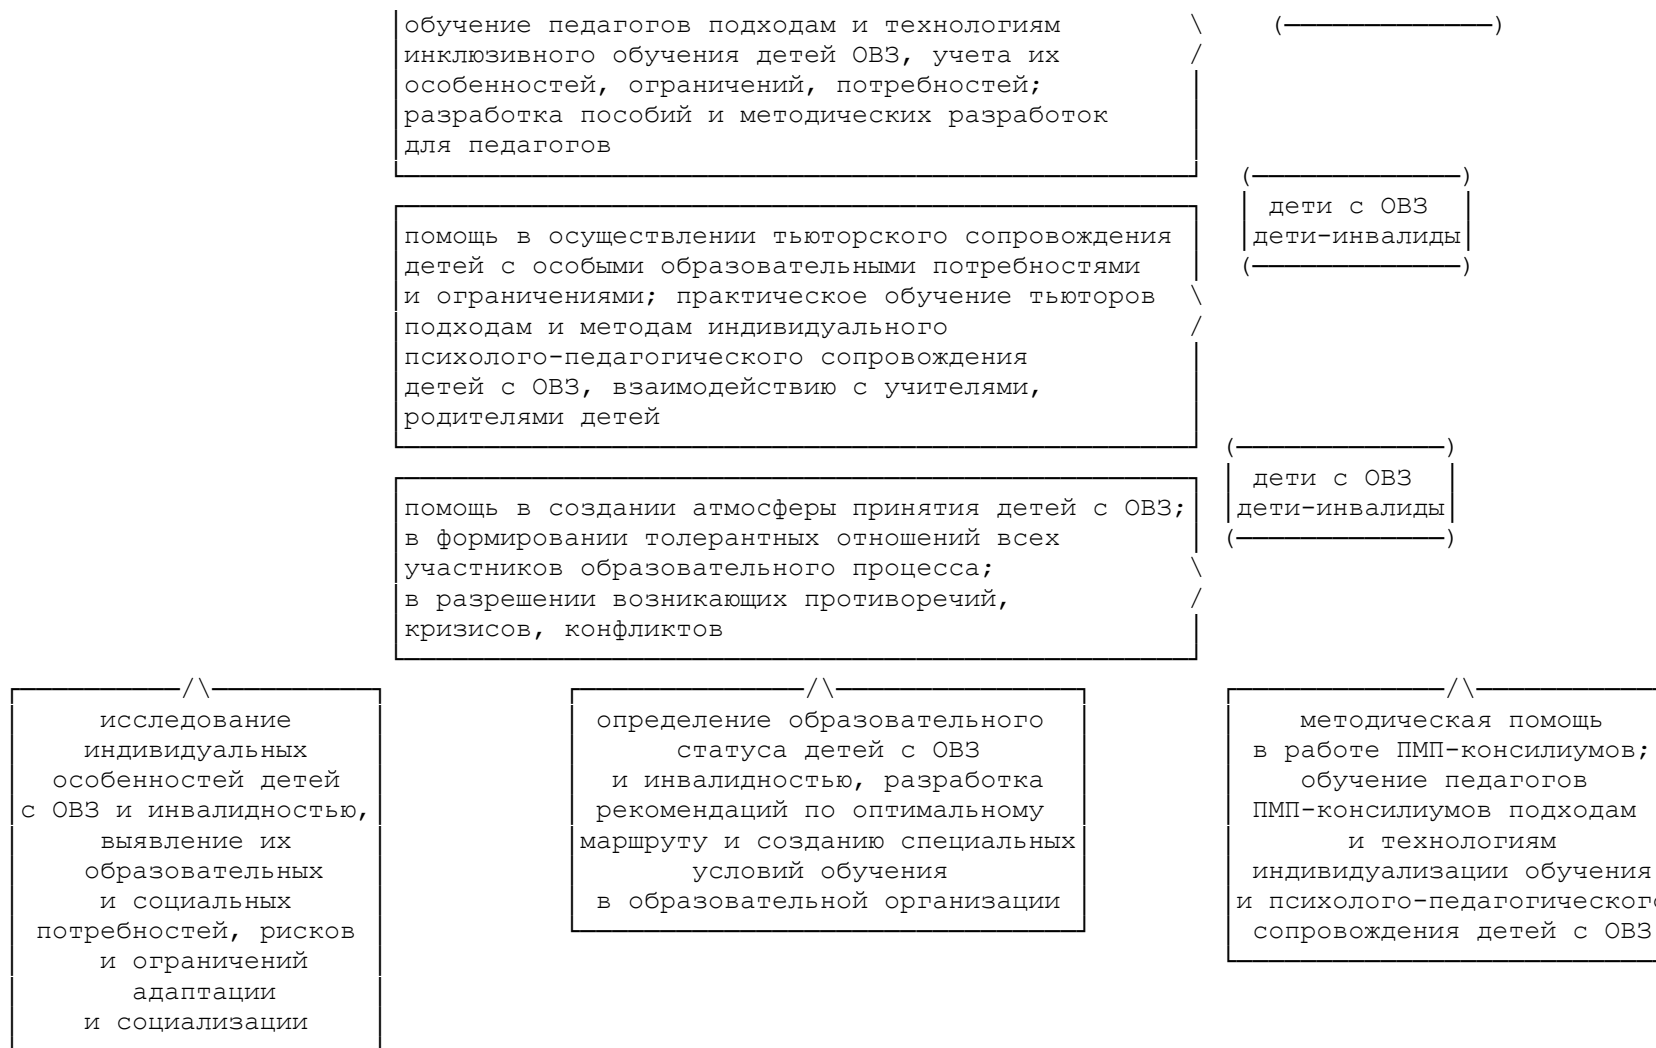 обучение педагогов подходам и технологиям
инклюзивного обучения детей ОВЗ, учета их
особенностей, ограничений, потребностей;
разработка пособий и методических разработок
для педагогов
дети с ОВЗ
дети-инвалиды
помощь в осуществлении тьюторского сопровождения
детей с особыми образовательными потребностями
и ограничениями; практическое обучение тьюторов
подходам и методам индивидуального
психолого-педагогического сопровождения
детей с ОВЗ, взаимодействию с учителями,
родителями детей
дети с ОВЗ
дети-инвалиды
помощь в создании атмосферы принятия детей с ОВЗ;
в формировании толерантных отношений всех
участников образовательного процесса;
в разрешении возникающих противоречий,
кризисов, конфликтов
исследование
индивидуальных
особенностей детей
с ОВЗ и инвалидностью,
выявление их
образовательных
и социальных
потребностей, рисков
и ограничений
адаптации
и социализации
определение образовательного
статуса детей с ОВЗ
и инвалидностью, разработка
рекомендаций по оптимальному
маршруту и созданию специальных
условий обучения
в образовательной организации
методическая помощь
в работе ПМП-консилиумов;
обучение педагогов
ПМП-консилиумов подходам
и технологиям
индивидуализации обучения
и психолого-педагогического
сопровождения детей с ОВЗ